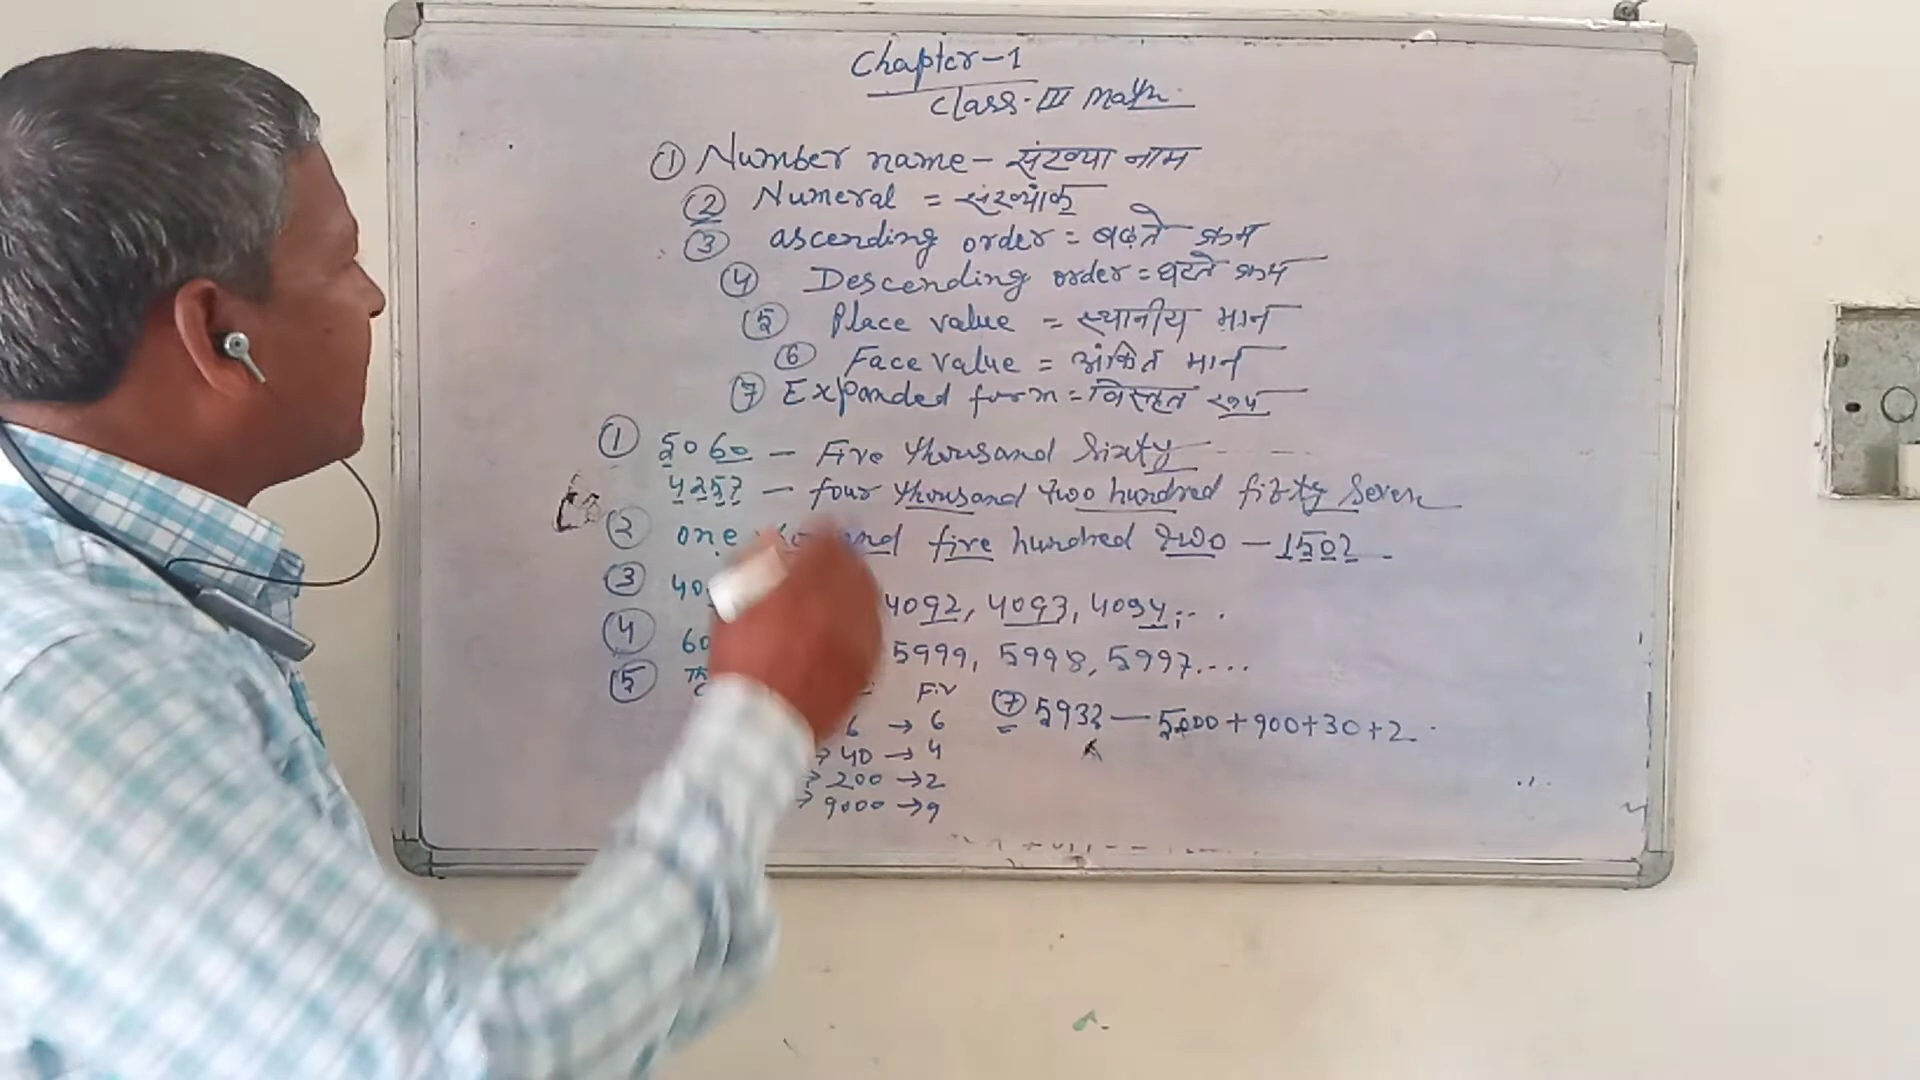 Chapter-1
Class-III Math
① Number name - संख्या नाम
② Numeral = संख्यांक
③ ascending order = बढ़ते क्रम
④ Descending order = घटते क्रम
⑤ Place value = स्थानीय मान
⑥ Face value = अंकित मान
⑦ Expanded form = विस्तृत रूप
① 5060 - Five thousand Sixty
4257 - four thousand two hundred fifty Seven
② one five hundred two - 1502
③ 4092, 4093, 4094, ...
④ 5999, 5998, 5997....
⑤ F.V
6 → 6
→ 40 → 4
→ 200 → 2
→ 9000 → 9
⑦ 5932 — 5000+900+30+2